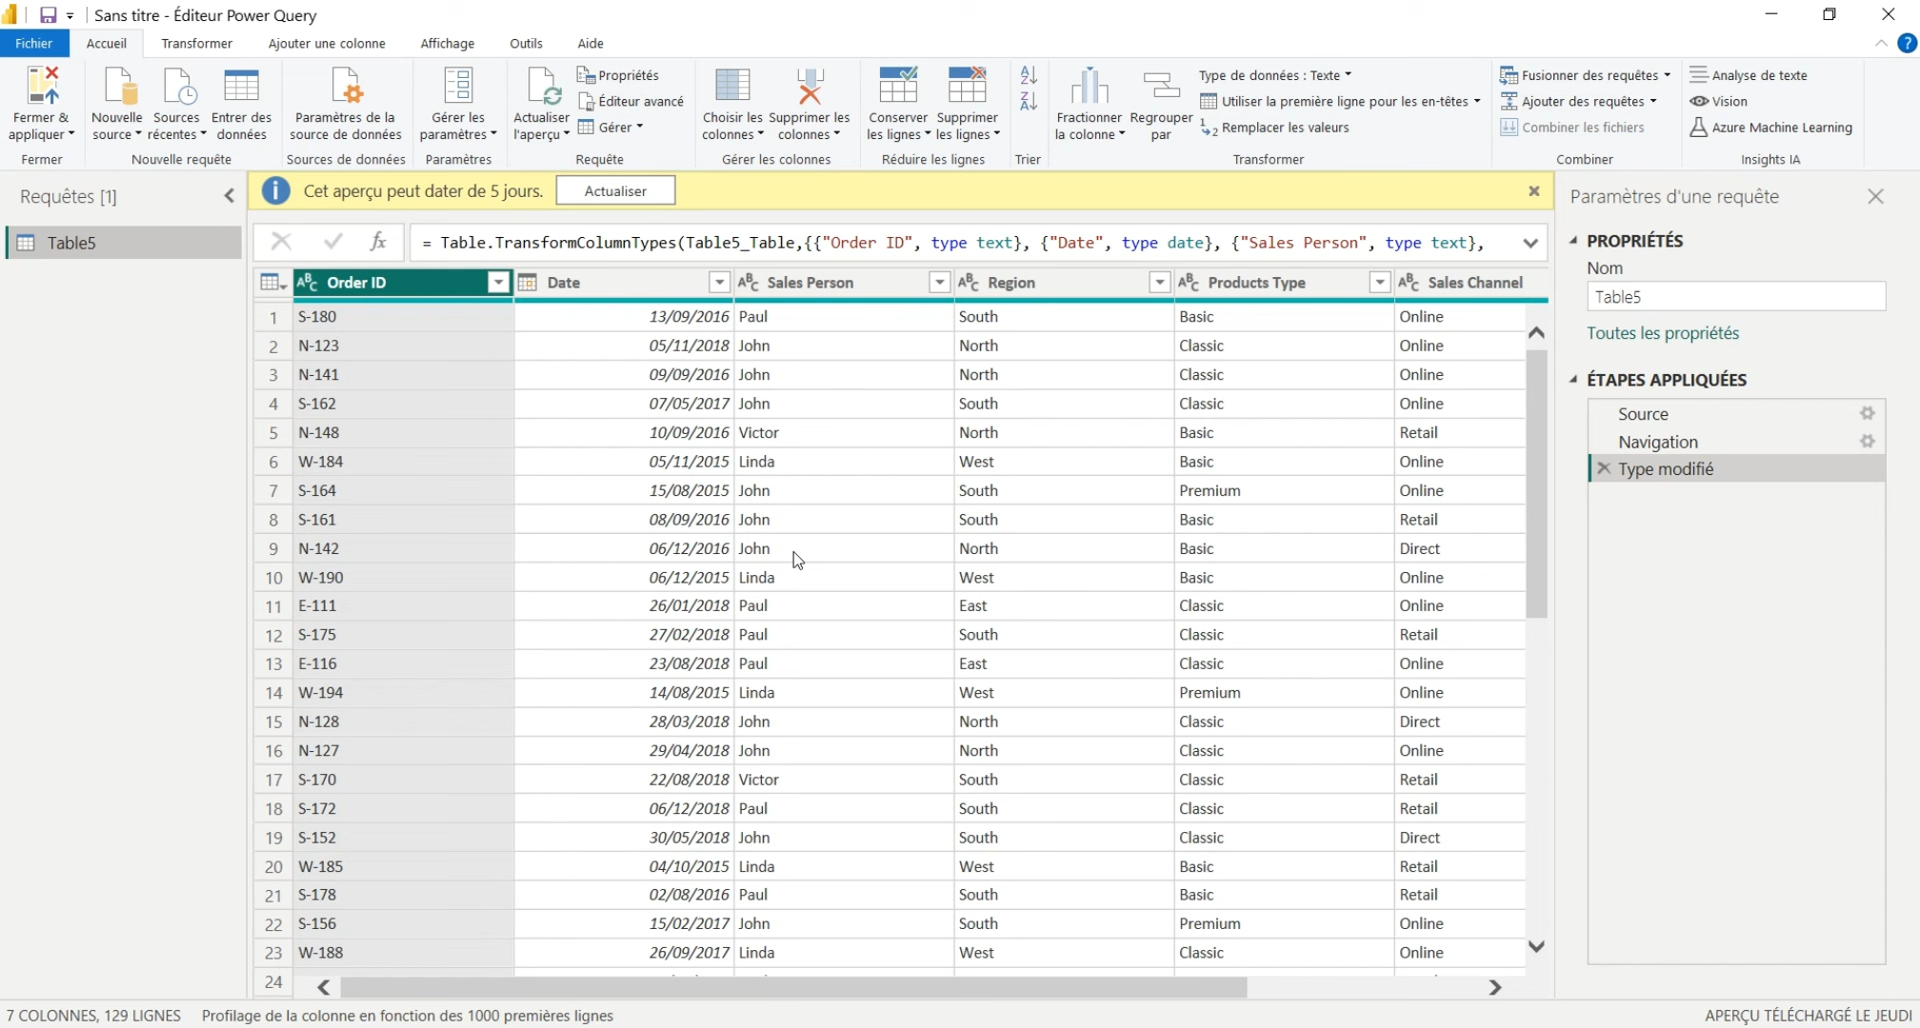 Sans titre - Éditeur Power Query
Fichier Accueil Transformer Ajouter une colonne Affichage Outils Aide ?
Fermer & appliquer
Nouvelle source
Sources récentes
Entrer des données
Paramètres de la source de données
Gérer les paramètres
Actualiser l'aperçu
Propriétés
Éditeur avancé
Gérer
Choisir les colonnes
Supprimer les colonnes
Conserver les lignes
Supprimer les lignes
Fractionner la colonne
Regrouper par
Type de données : Texte
Utiliser la première ligne pour les en-têtes
Remplacer les valeurs
Fusionner des requêtes
Ajouter des requêtes
Combiner les fichiers
Analyse de texte
Vision
Azure Machine Learning
Fermer Nouvelle requête Sources de données Paramètres Requête Gérer les colonnes Réduire les lignes Trier Transformer Combiner Insights IA
Requêtes [1]
Table5
Cet aperçu peut dater de 5 jours. Actualiser
fx = Table.TransformColumnTypes(Table5_Table,{{"Order ID", type text}, {"Date", type date}, {"Sales Person", type text},
ABC Order ID Date ABC Sales Person ABC Region ABC Products Type ABC Sales Channel
1 S-180 13/09/2016 Paul South Basic Online
2 N-123 05/11/2018 John North Classic Online
3 N-141 09/09/2016 John North Classic Online
4 S-162 07/05/2017 John South Classic Online
5 N-148 10/09/2016 Victor North Basic Retail
6 W-184 05/11/2015 Linda West Basic Online
7 S-164 15/08/2015 John South Premium Online
8 S-161 08/09/2016 John South Basic Retail
9 N-142 06/12/2016 John North Basic Direct
10 W-190 06/12/2015 Linda West Basic Online
11 E-111 26/01/2018 Paul East Classic Online
12 S-175 27/02/2018 Paul South Classic Retail
13 E-116 23/08/2018 Paul East Classic Online
14 W-194 14/08/2015 Linda West Premium Online
15 N-128 28/03/2018 John North Classic Direct
16 N-127 29/04/2018 John North Classic Online
17 S-170 22/08/2018 Victor South Classic Retail
18 S-172 06/12/2018 Paul South Classic Retail
19 S-152 30/05/2018 John South Classic Direct
20 W-185 04/10/2015 Linda West Basic Retail
21 S-178 02/08/2016 Paul South Basic Retail
22 S-156 15/02/2017 John South Premium Online
23 W-188 26/09/2017 Linda West Classic Online
24
Paramètres d'une requête
PROPRIÉTÉS
Nom
Table5
Toutes les propriétés
ÉTAPES APPLIQUÉES
Source
Navigation
Type modifié
7 COLONNES, 129 LIGNES Profilage de la colonne en fonction des 1000 premières lignes APERÇU TÉLÉCHARGÉ LE JEUDI